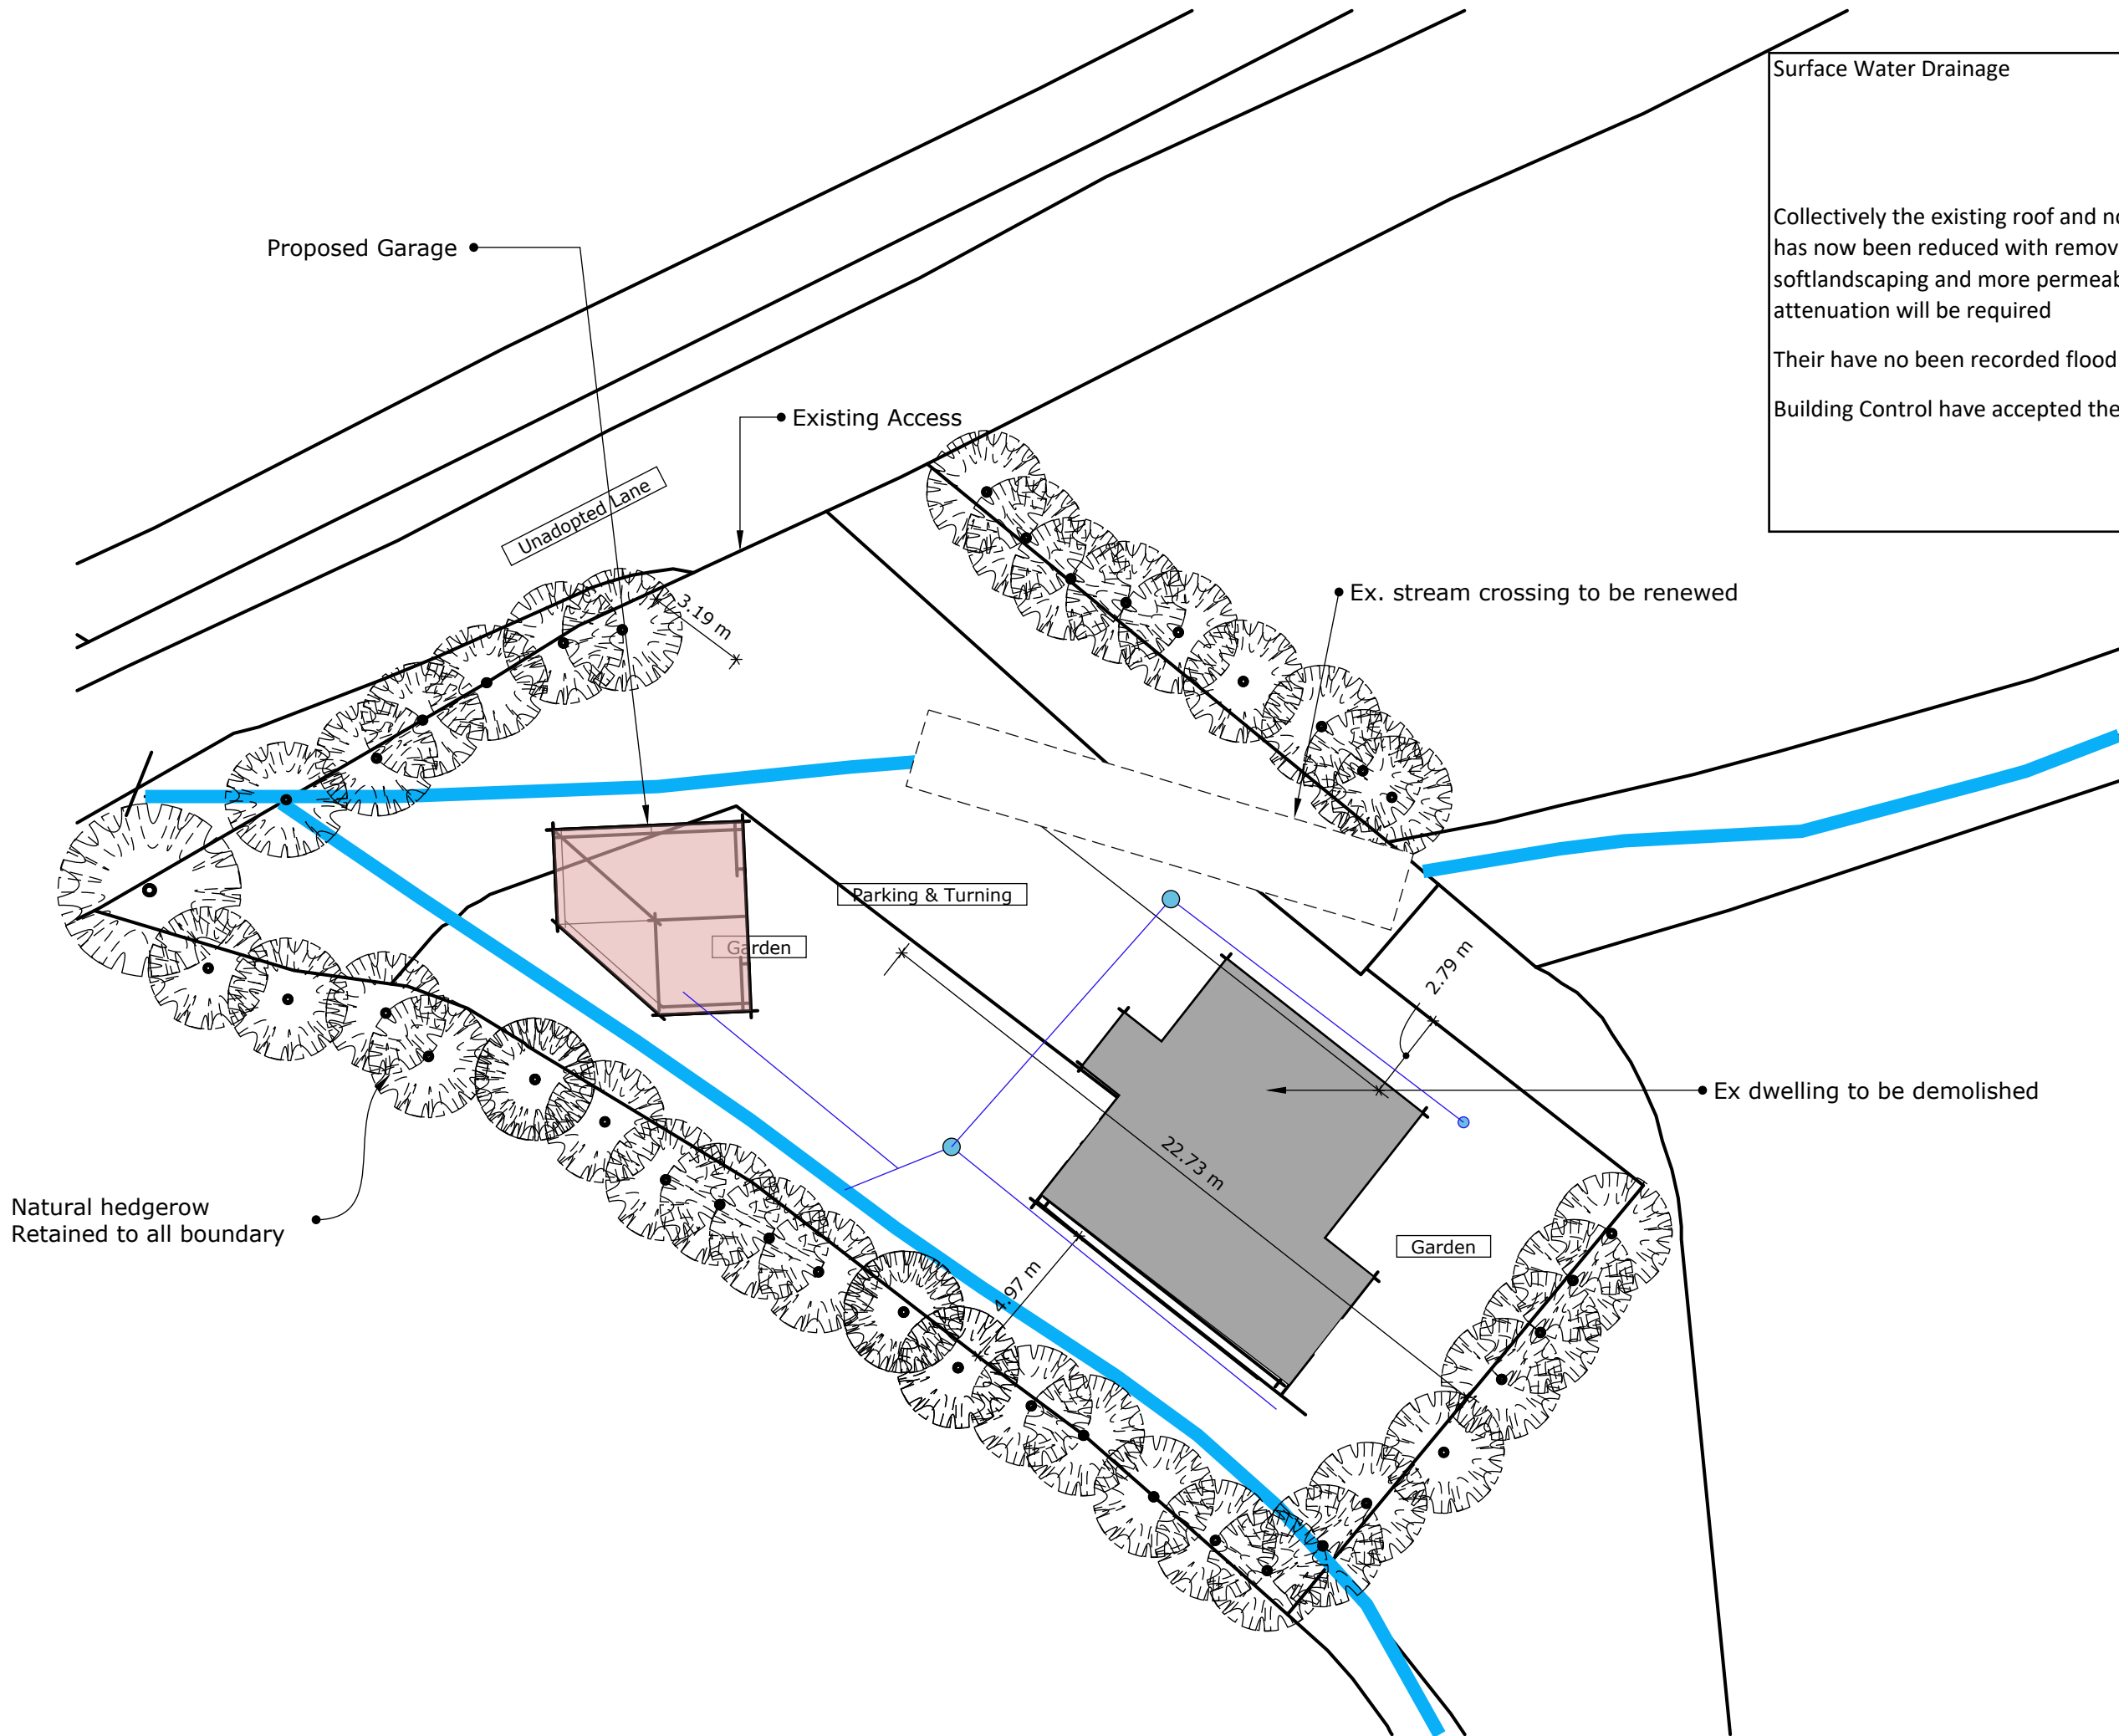 Surface Water Drainage
Collectively the existing roof and
has now been reduced with
softlandscaping and more
attenuation will be required
Their have no been recorded flood
Building Control have accepted the
Proposed Garage
Existing Access
Unadopted Lane
3.19 m
Ex. stream crossing to be renewed
Parking & Turning
Garden
2.79 m
Ex dwelling to be demolished
22.73 m
Natural hedgerow
Retained to all boundary
Garden
4.97 m